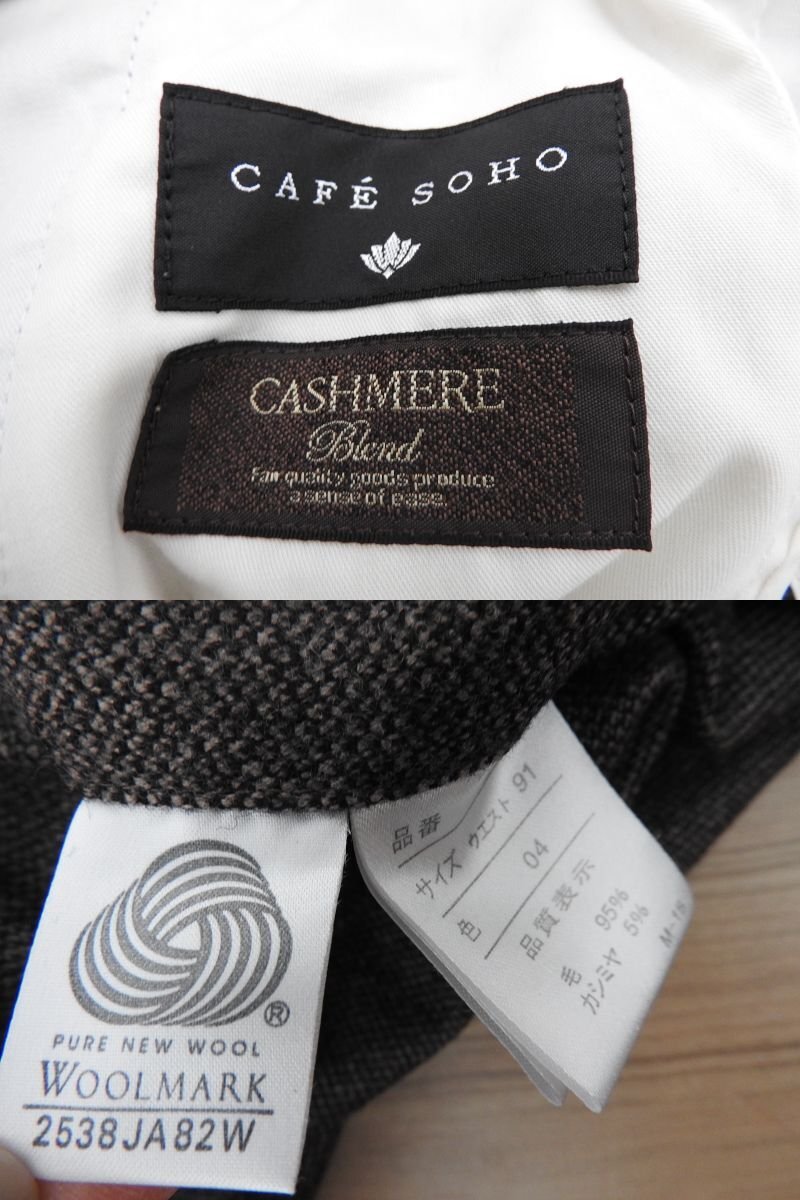 CAFÉ SOHO
CASHMERE
Blend
Fair quality goods produce
a sense of ease.
PURE NEW WOOL
WOOLMARK
2538JA82W
®
品番
サイズ ウエスト 91
色 04
品質表示
毛 95%
カシミヤ 5%